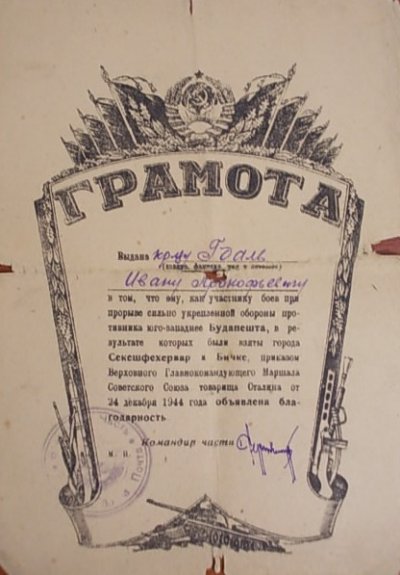 ГРАМОТА
Выдана кр-цу
(звание, фамилия, имя и отчество)
Ивану
в том, что ему, как участнику боев при
прорыве сильно укрепленной обороны про-
тивника юго-западнее Будапешта, в ре-
зультате которых были взяты города
Сексшфехервар и Бичке, приказом
Верховного Главнокомандующего Маршала
Советского Союза товарища Сталина от
24 декабря 1944 года объявлена бла-
годарность
Командир части
М. П.